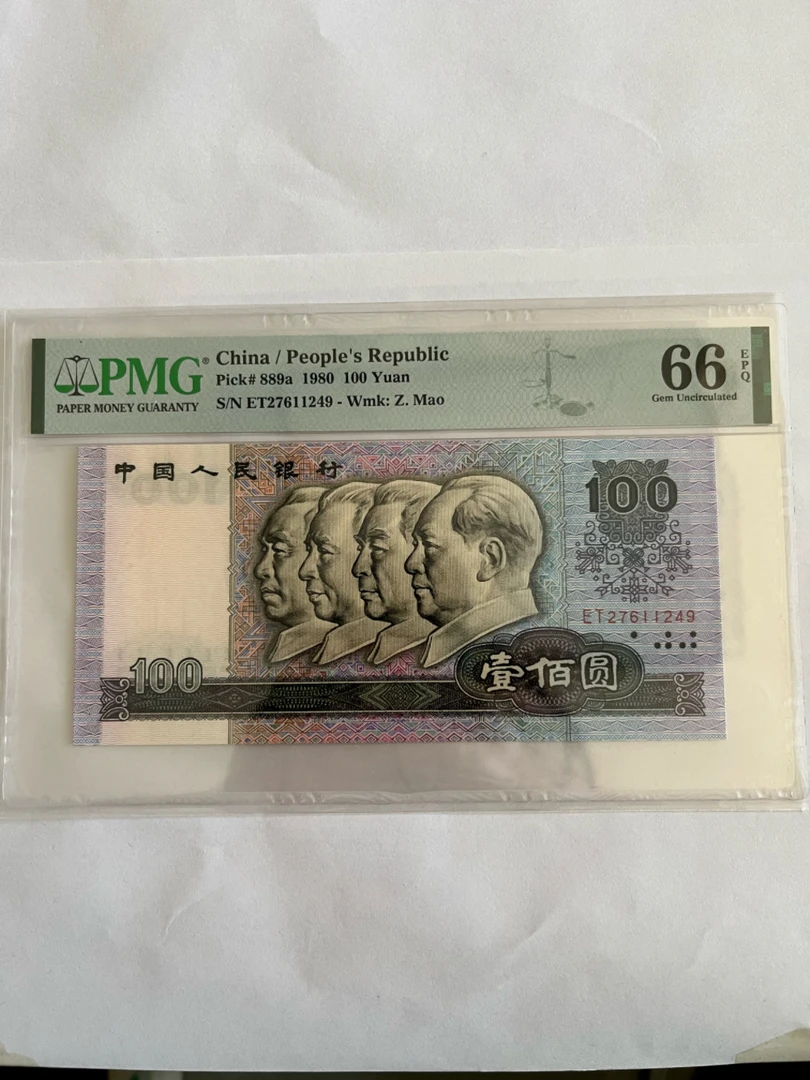 PMG®
PAPER MONEY GUARANTY
China / People's Republic
Pick# 889a 1980 100 Yuan
S/N ET27611249 - Wmk: Z. Mao
66 EPQ
Gem Uncirculated
中国人民银行
100
ET27611249
100
壹佰圆